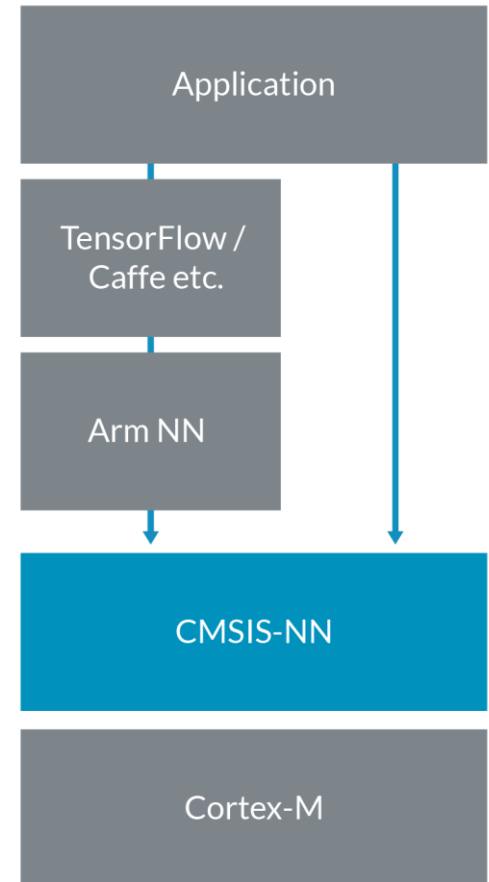 Application
TensorFlow /
Caffe etc.
Arm NN
CMSIS-NN
Cortex-M